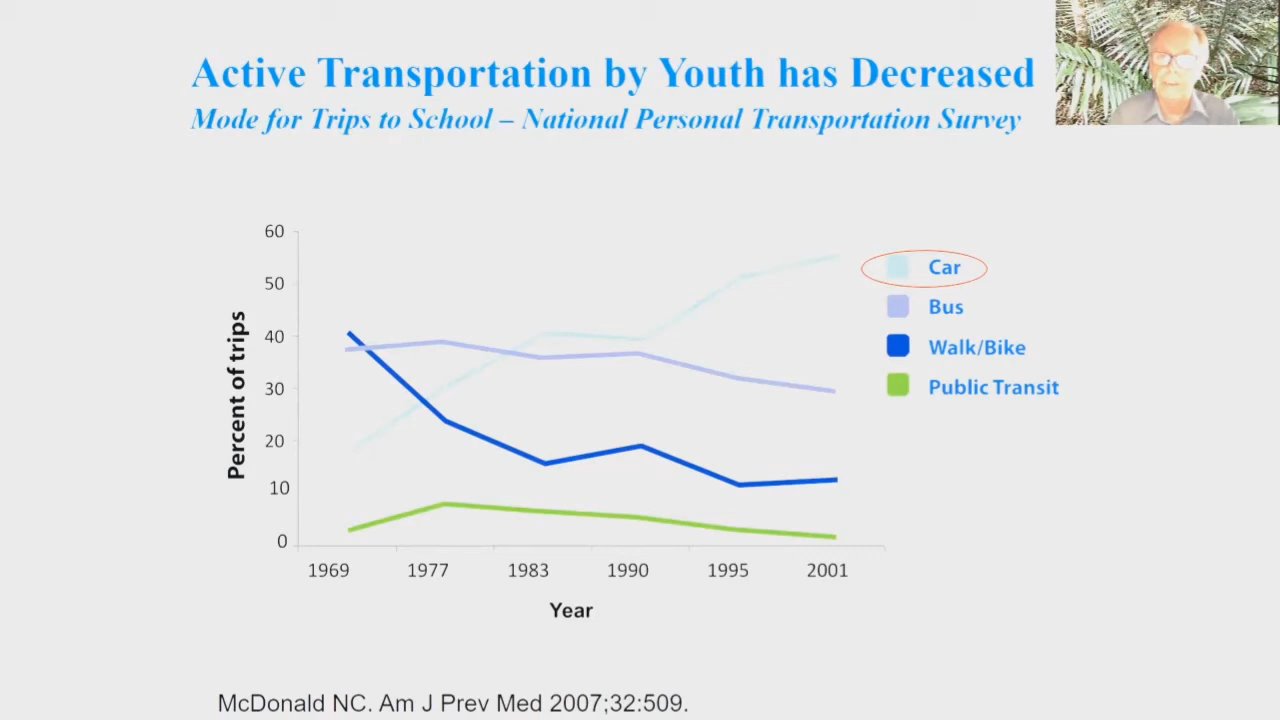 Active Transportation by Youth has Decreased
Mode for Trips to School – National Personal Transportation Survey
60
50
40
30
20
10
0
Percent of trips
1969 1977 1983 1990 1995 2001
Year
Car
Bus
Walk/Bike
Public Transit
McDonald NC. Am J Prev Med 2007;32:509.